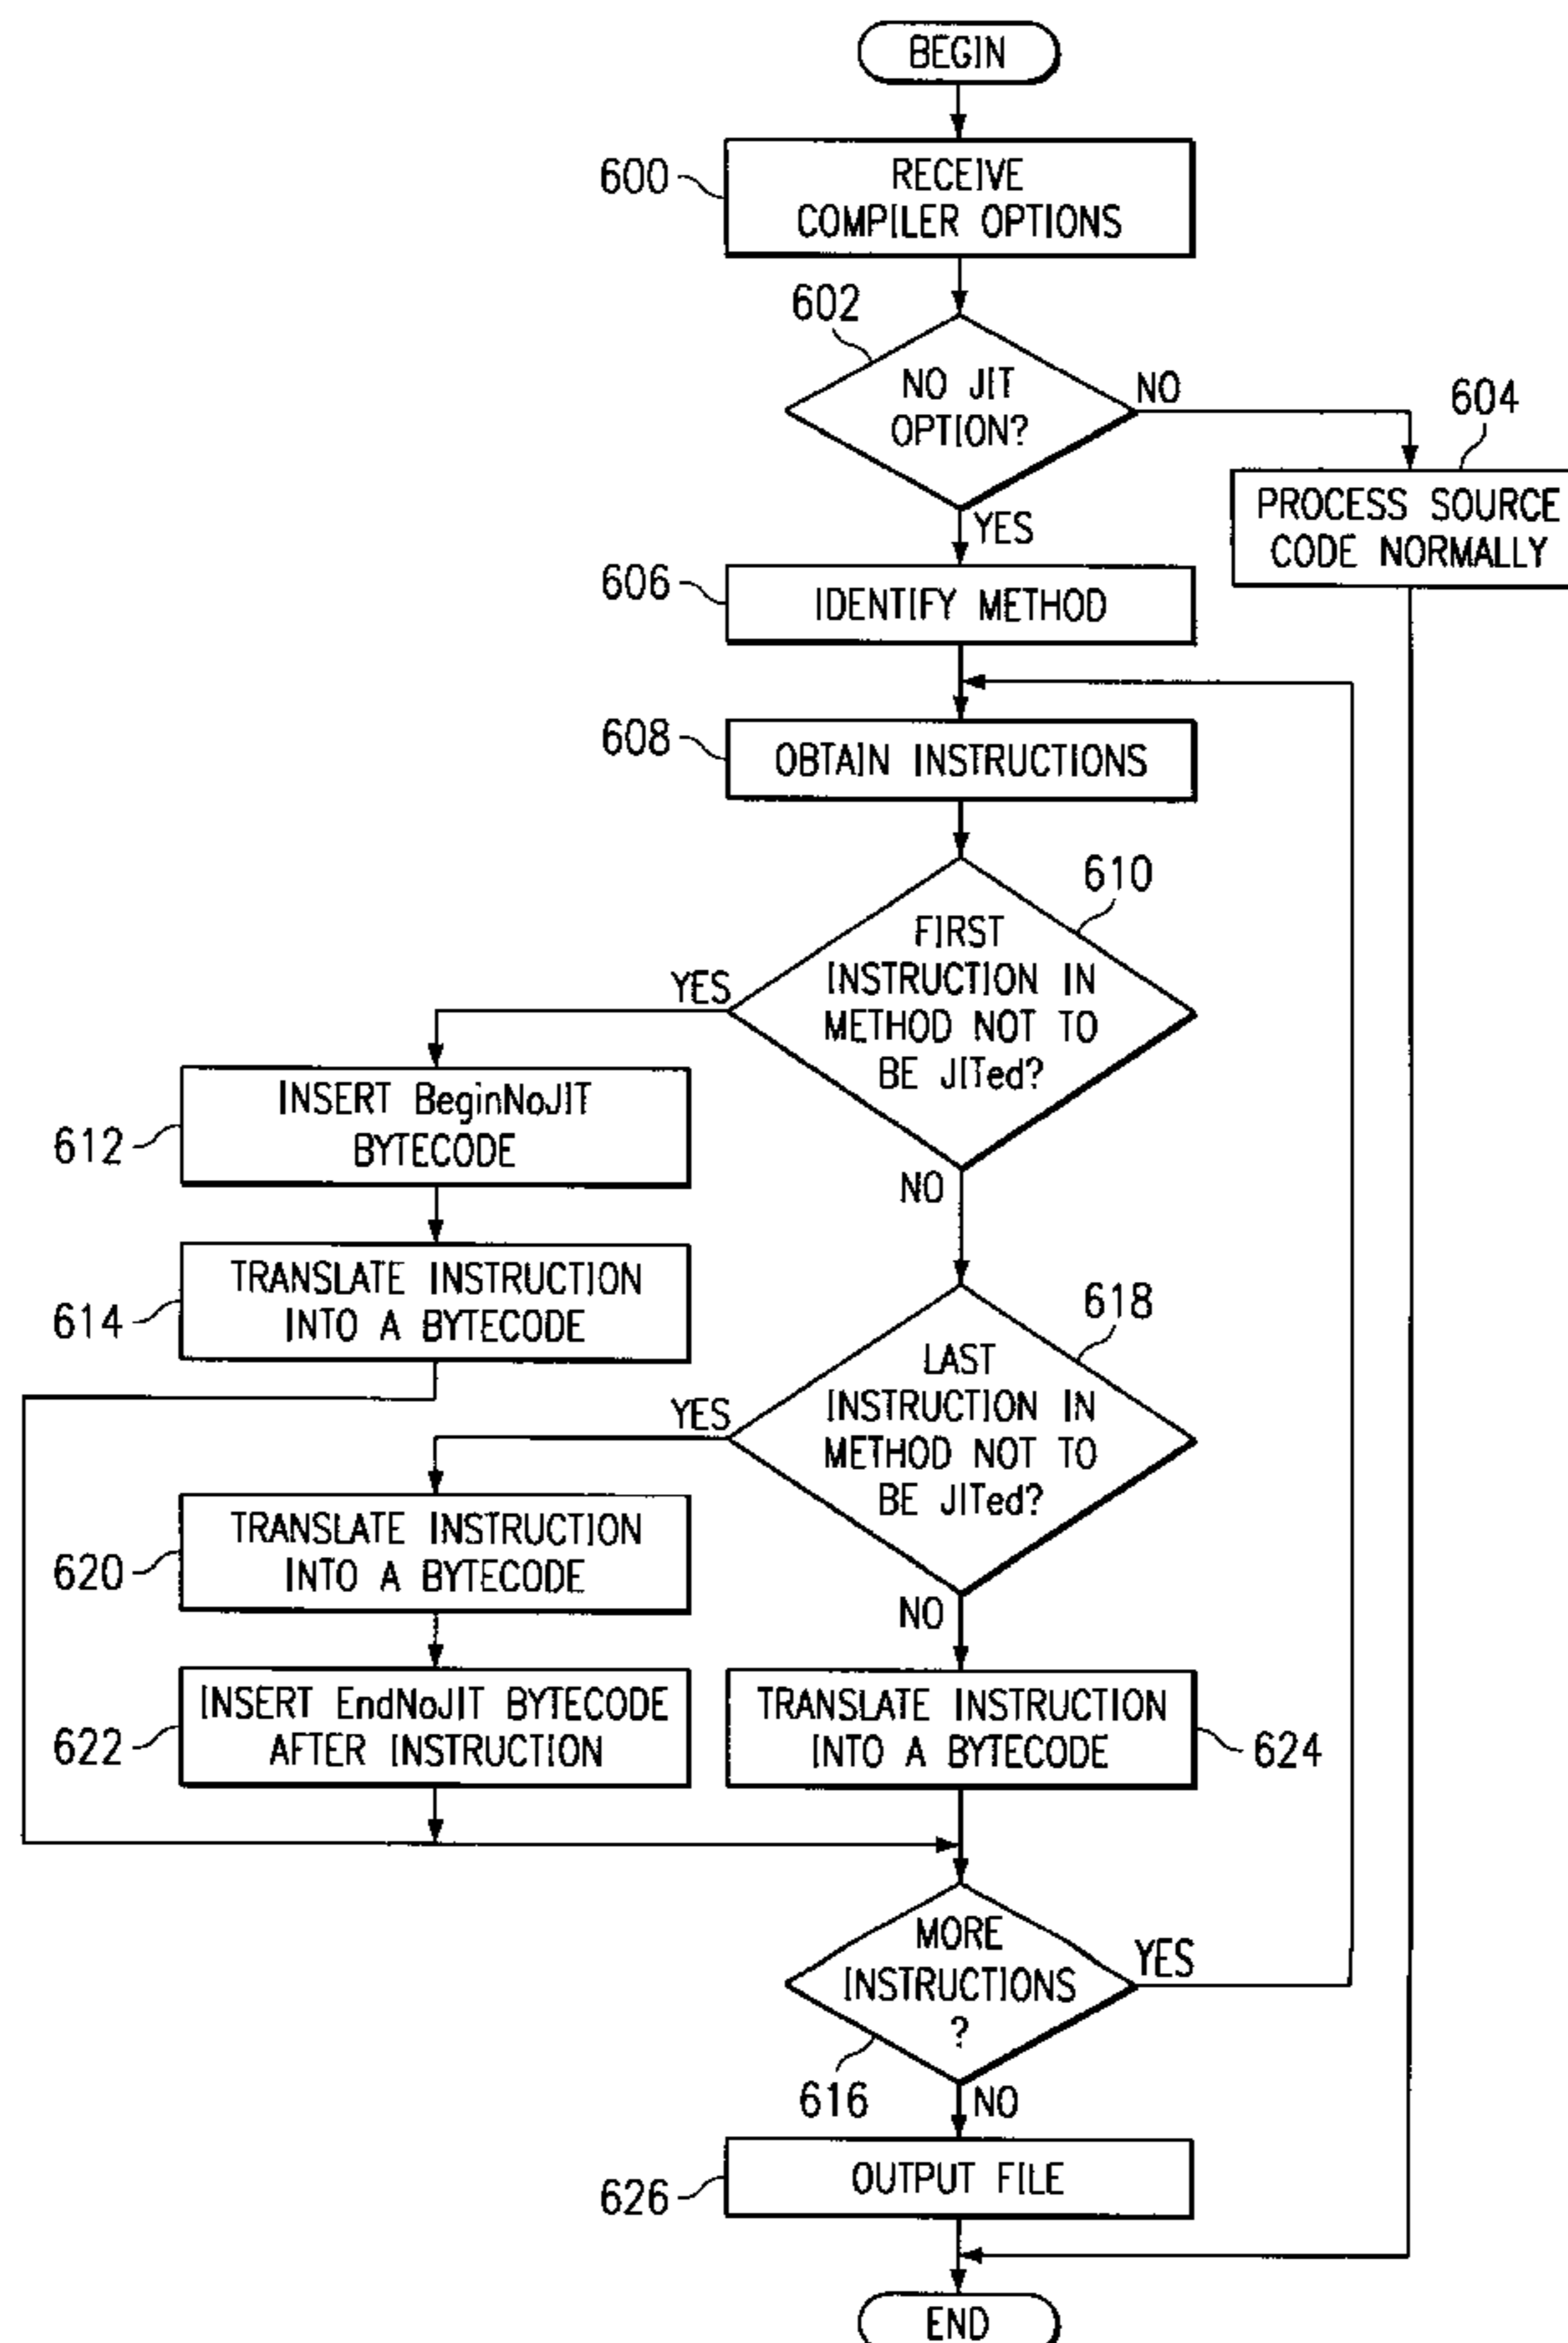 BEGIN
600
RECEIVE
COMPILER OPTIONS
602
NO JIT
OPTION?
NO
604
PROCESS SOURCE
CODE NORMALLY
YES
606
IDENTIFY METHOD
608
OBTAIN INSTRUCTIONS
610
FIRST
INSTRUCTION IN
METHOD NOT TO
BE JITed?
YES
NO
612
INSERT BeginNoJIT
BYTECODE
614
TRANSLATE INSTRUCTION
INTO A BYTECODE
618
LAST
INSTRUCTION IN
METHOD NOT TO
BE JITed?
YES
NO
620
TRANSLATE INSTRUCTION
INTO A BYTECODE
622
INSERT EndNoJIT BYTECODE
AFTER INSTRUCTION
TRANSLATE INSTRUCTION
INTO A BYTECODE
624
MORE
INSTRUCTIONS
?
YES
616
NO
626
OUTPUT FILE
END